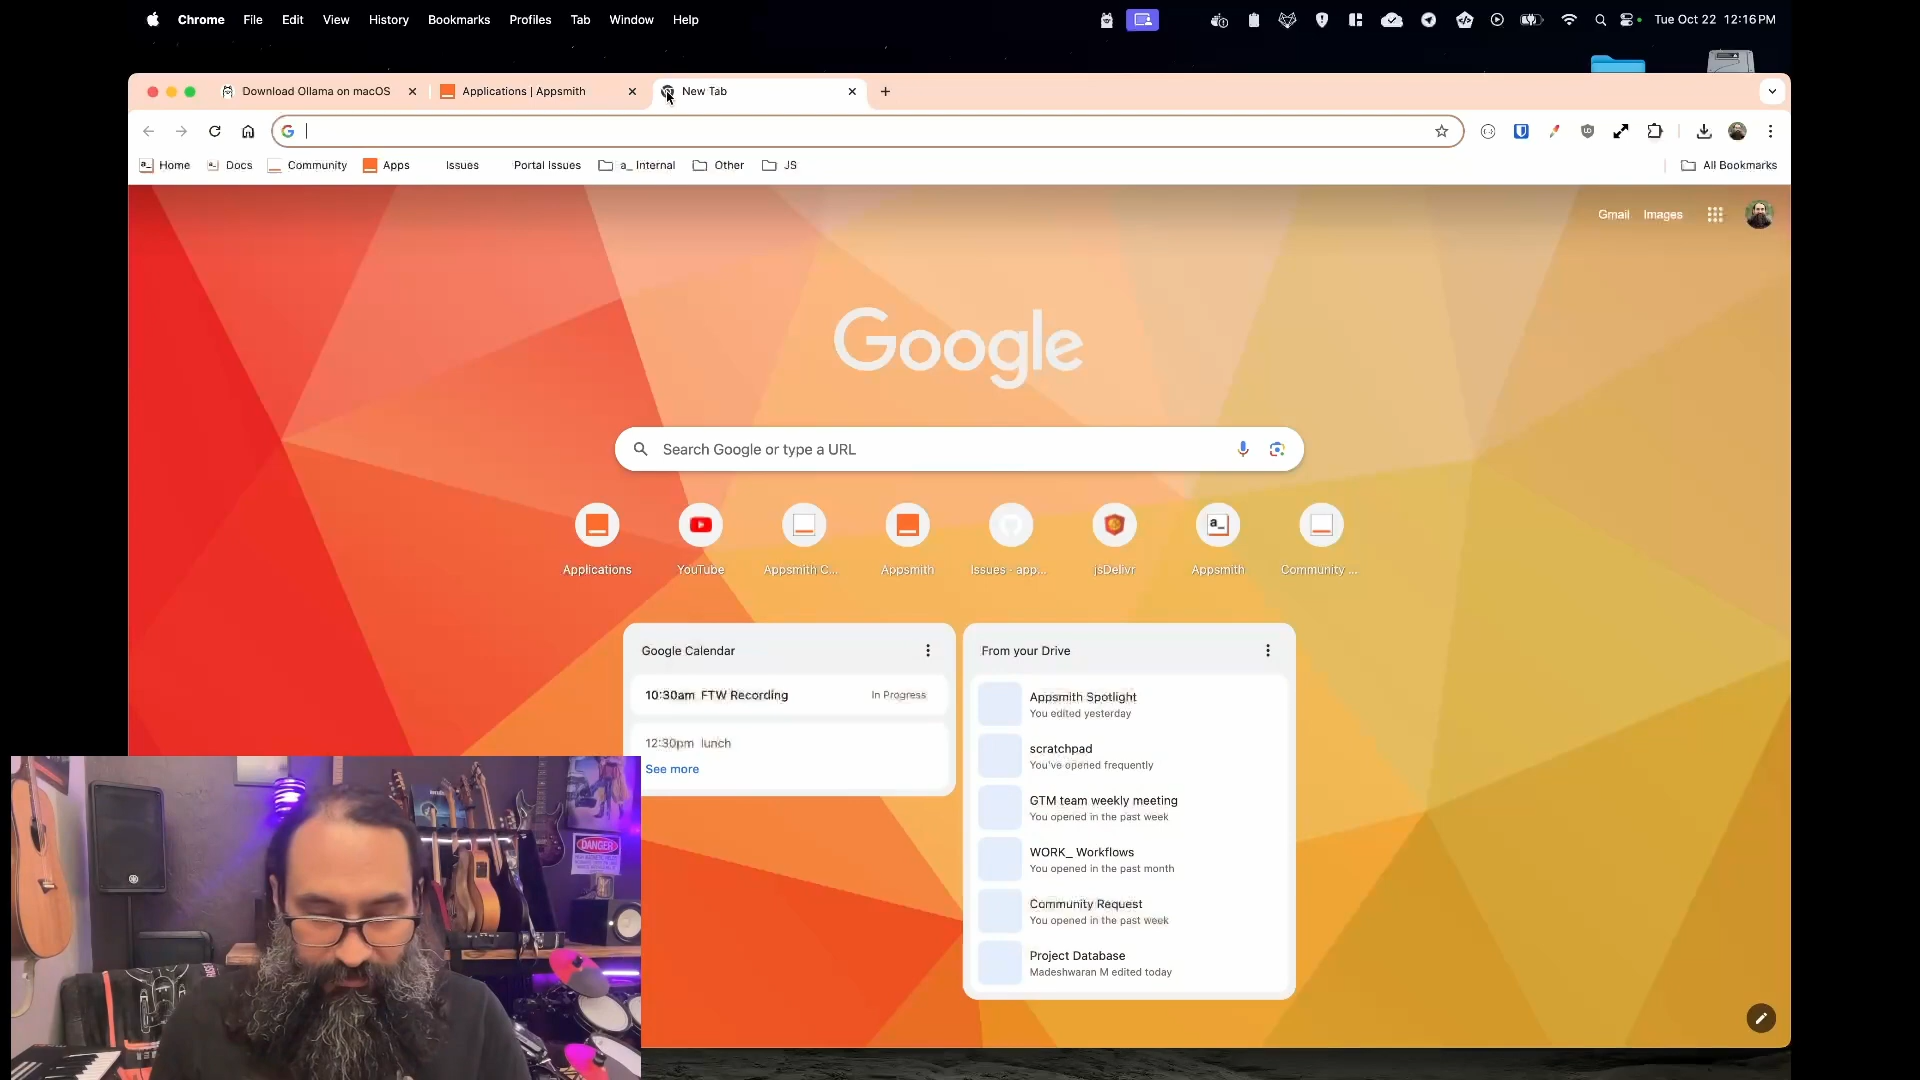 Chrome File Edit View History Bookmarks Profiles Tab Window Help Tue Oct 22 12:16 PM
Download Ollama on macOS Applications | Appsmith New Tab
Home Docs Community Apps Issues Portal Issues a_ Internal Other JS All Bookmarks
Gmail Images
Google
Search Google or type a URL
Applications YouTube Appsmith C... Appsmith Issues - app... jsDelivr Appsmith Community ...
Google Calendar
10:30am FTW Recording In Progress
12:30pm lunch
See more
From your Drive
Appsmith Spotlight
You edited yesterday
scratchpad
You've opened frequently
GTM team weekly meeting
You opened in the past week
WORK_ Workflows
You opened in the past month
Community Request
You opened in the past week
Project Database
Madeshwaran M edited today
DANGER